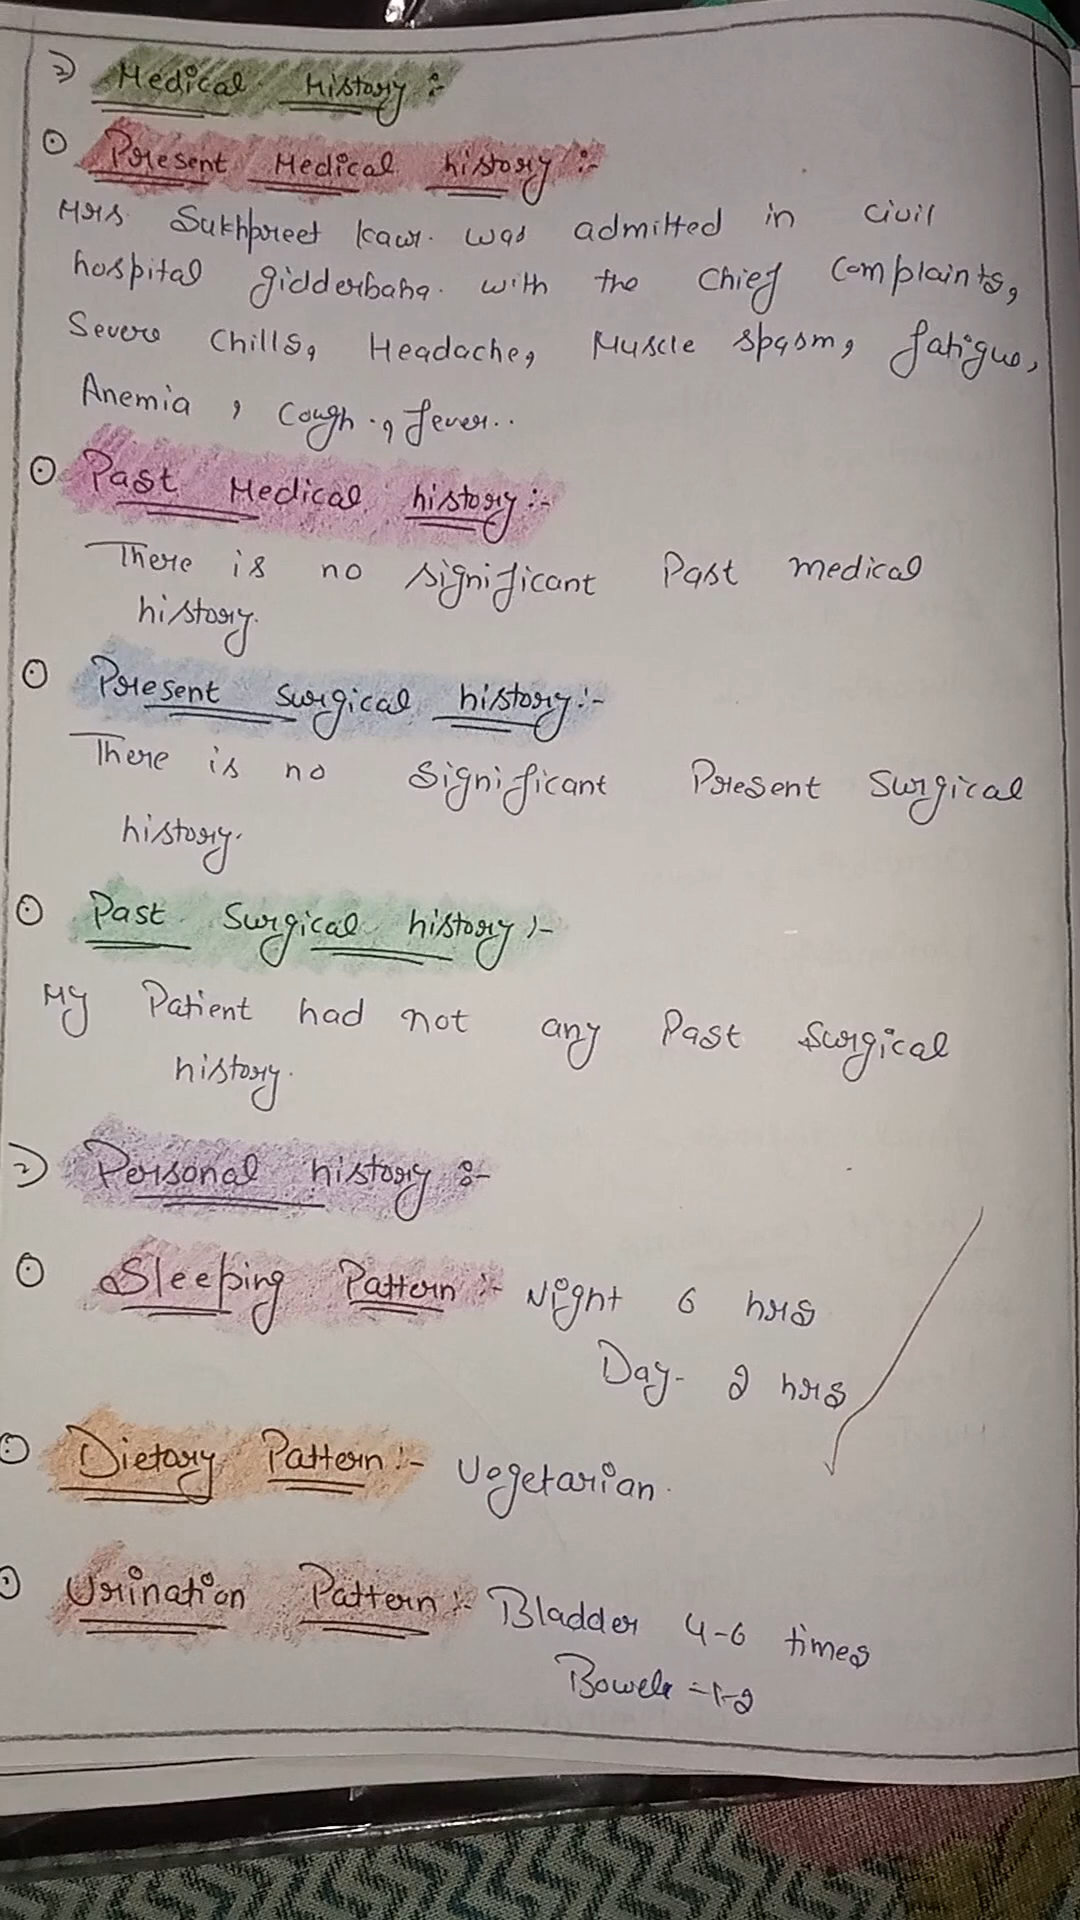 Medical History :-
Present Medical history :-
Mrs. Sukhpreet kaur. was admitted in civil
hospital gidderbaha. with the Chief Complaints,
Severe Chills, Headache, Muscle spasm, fatigue,
Anemia , Cough ., fever..
Past Medical history :-
There is no significant Past medical
history.
Present surgical history :-
There is no significant Present Surgical
history.
Past Surgical history :-
My Patient had not any Past Surgical
history.
Personal history :-
Sleeping Pattern :- Night 6 hrs
Day- 2 hrs
Dietary Pattern :- Vegetarian.
Urination Pattern :- Bladder 4-6 times
Bowele = 1-2